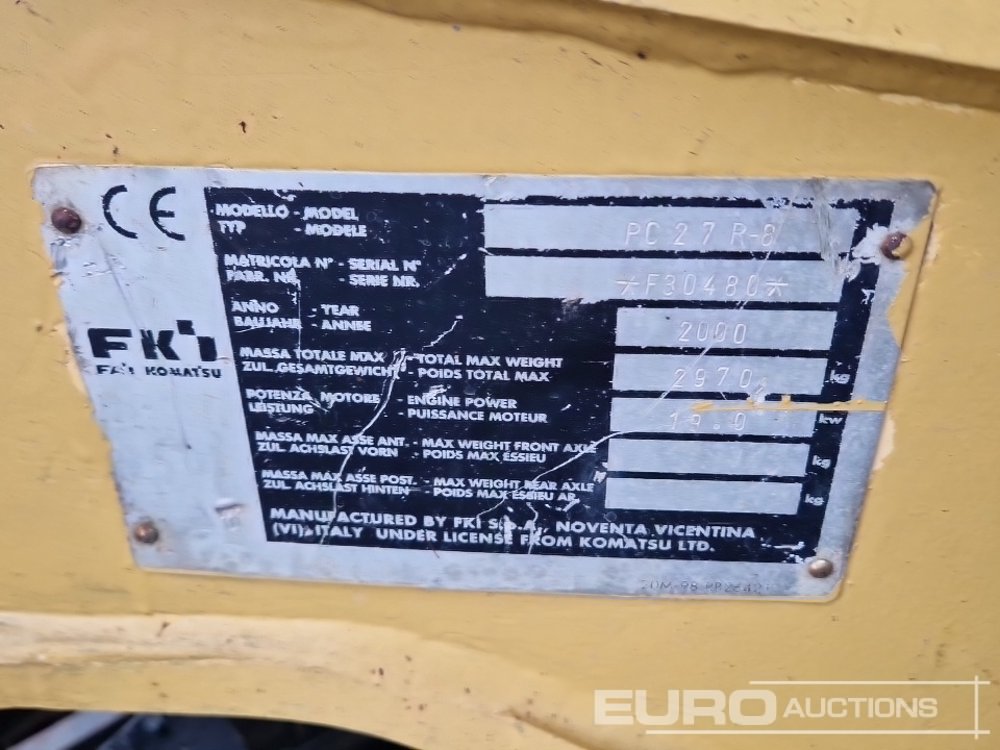 CE
FKI
FAI KOMATSU
MODELLO - MODEL
TYP - MODELE
PC 27 R-8
MATRICOLA N° - SERIAL N°
FABR. NR. - SERIE NR.
*F30480*
ANNO - YEAR
BAUJAHR - ANNEE
2000
MASSA TOTALE MAX - TOTAL MAX WEIGHT
ZUL. GESAMTGEWICHT - POIDS TOTAL MAX
2970 kg
POTENZA MOTORE - ENGINE POWER
LEISTUNG - PUISSANCE MOTEUR
19.0 kw
MASSA MAX ASSE ANT. - MAX WEIGHT FRONT AXLE
ZUL. ACHSLAST VORN - POIDS MAX ESSIEU
kg
MASSA MAX ASSE POST. - MAX WEIGHT REAR AXLE
ZUL. ACHSLAST HINTEN - POIDS MAX ESSIEU AR.
kg
MANUFACTURED BY FKI S.p.A., NOVENTA VICENTINA
(VI), ITALY UNDER LICENSE FROM KOMATSU LTD.
EURO AUCTIONS